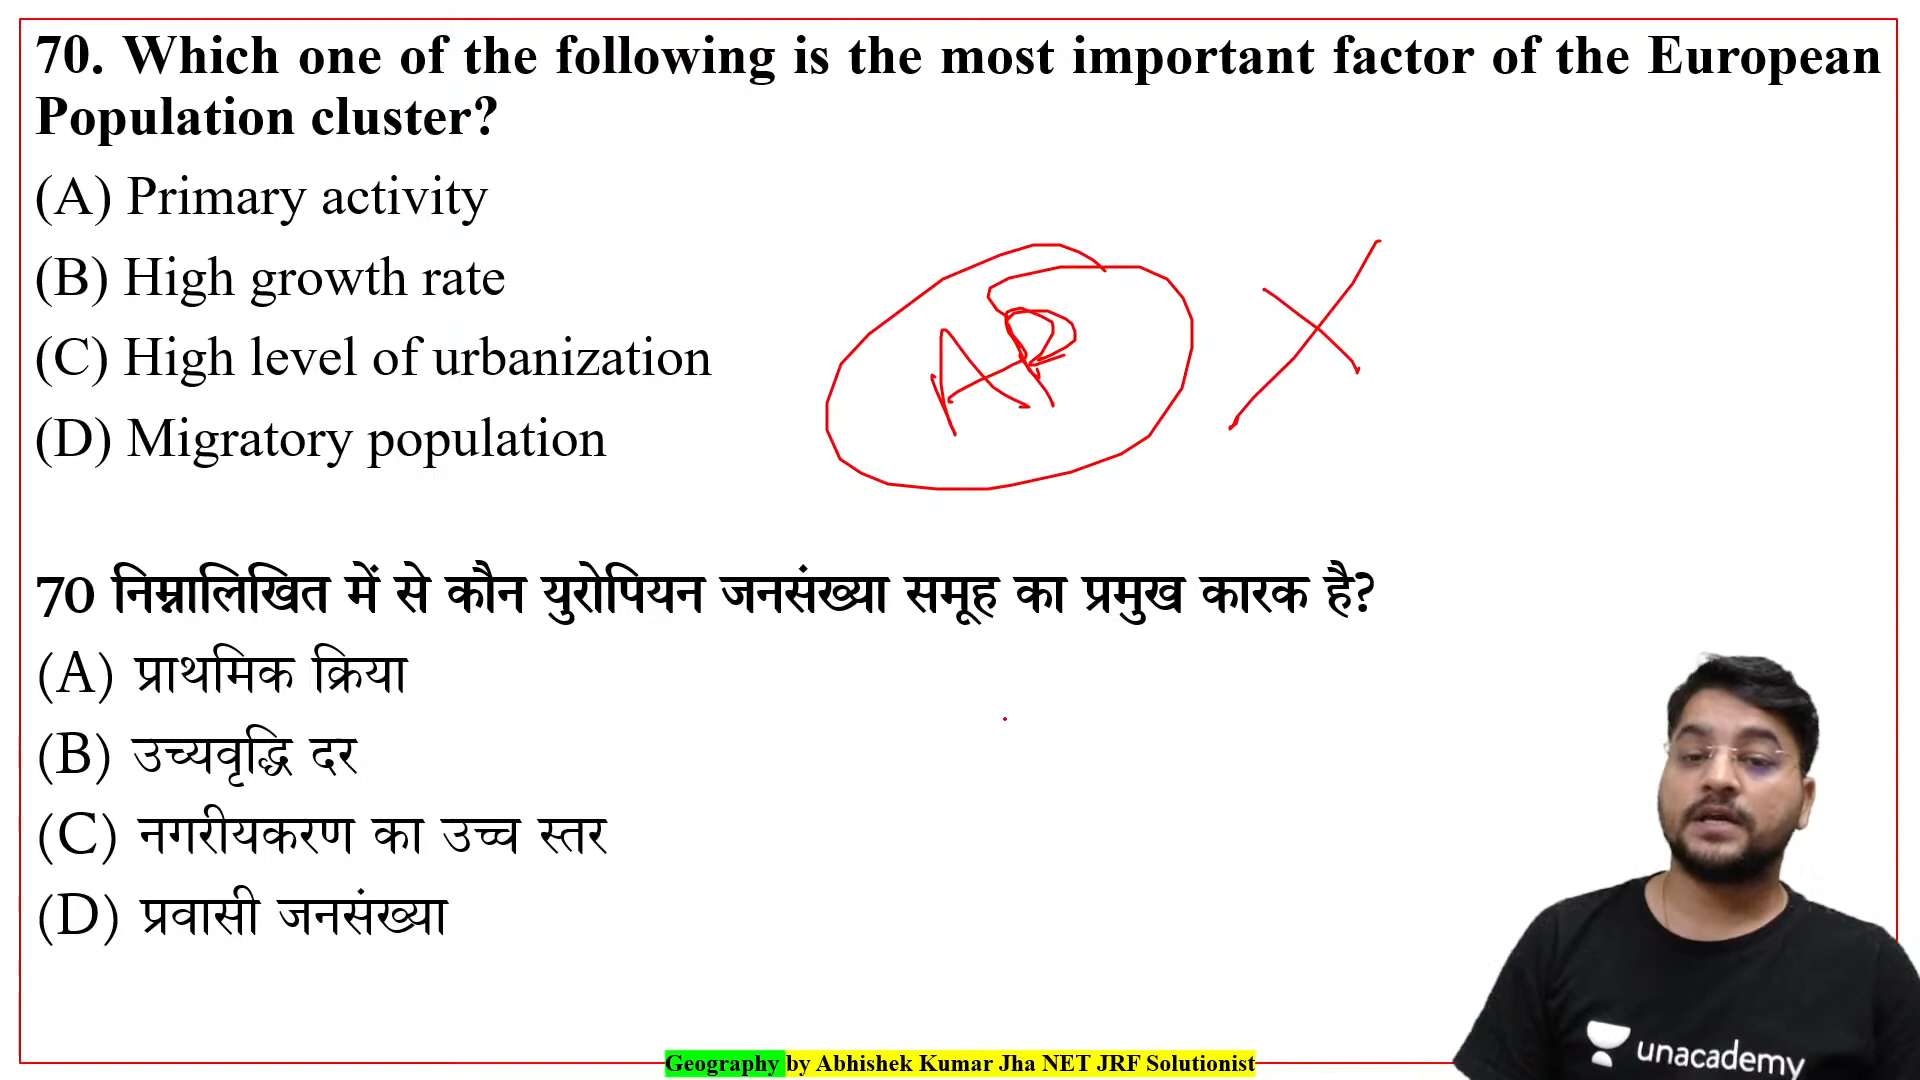 70. Which one of the following is the most important factor of the European
Population cluster?
(A) Primary activity
(B) High growth rate
(C) High level of urbanization
(D) Migratory population
AP
70 निम्नालिखित में से कौन युरोपियन जनसंख्या समूह का प्रमुख कारक है?
(A) प्राथमिक क्रिया
(B) उच्यवृद्धि दर
(C) नगरीयकरण का उच्च स्तर
(D) प्रवासी जनसंख्या
unacademy
Geography by Abhishek Kumar Jha NET JRF Solutionist